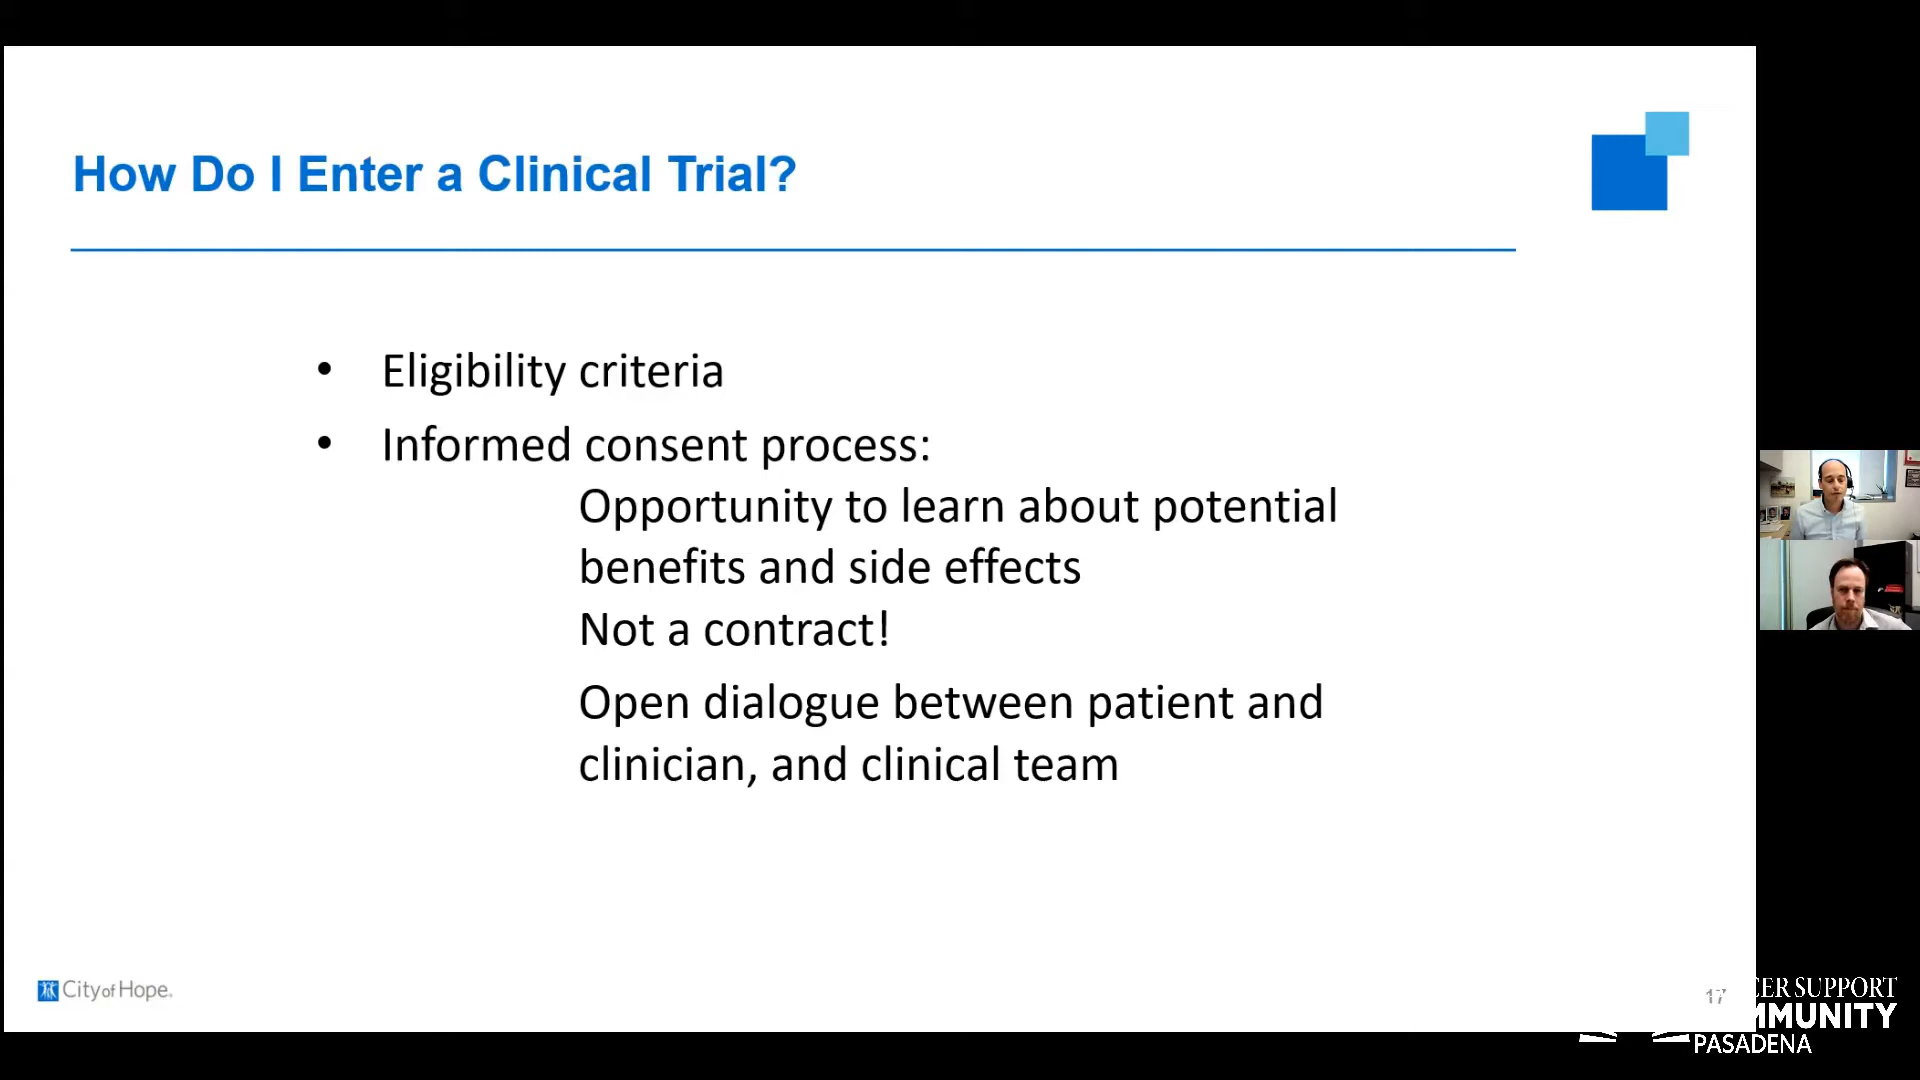 How Do I Enter a Clinical Trial?
• Eligibility criteria
• Informed consent process:
Opportunity to learn about potential
benefits and side effects
Not a contract!
Open dialogue between patient and
clinician, and clinical team
City of Hope®
17
CER SUPPORT
MMUNITY
PASADENA